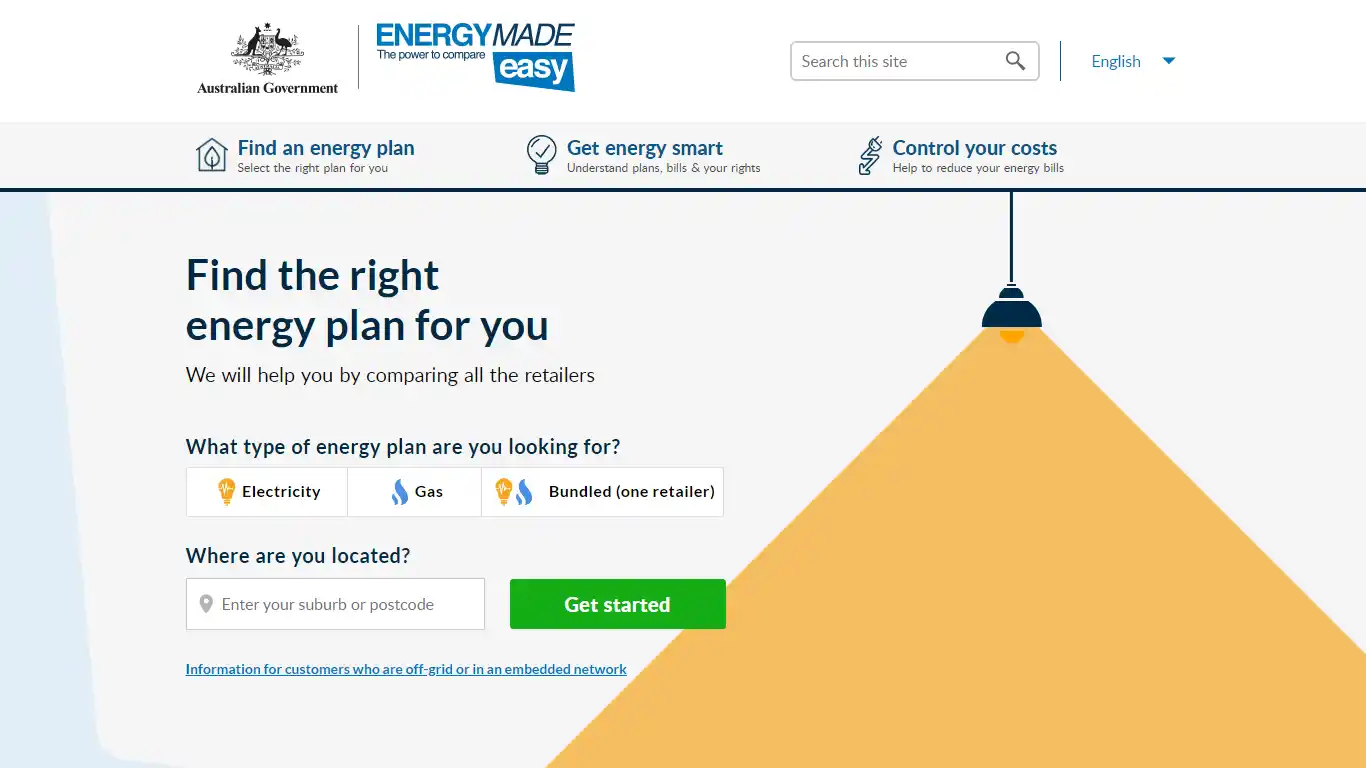 Australian Government
ENERGYMADE
The power to compare
easy
Search this site
English
Find an energy plan
Select the right plan for you
Get energy smart
Understand plans, bills & your rights
Control your costs
Help to reduce your energy bills
Find the right
energy plan for you
We will help you by comparing all the retailers
What type of energy plan are you looking for?
Electricity
Gas
Bundled (one retailer)
Where are you located?
Enter your suburb or postcode
Get started
Information for customers who are off-grid or in an embedded network